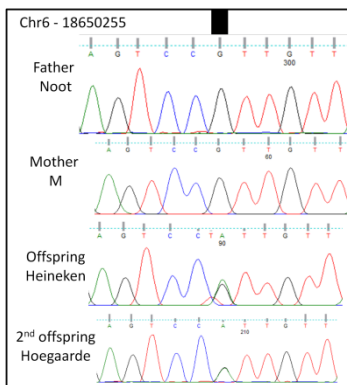 Chr6 - 18650255
A G T C C G T T G T T
300
Father
Noot
A G T C C G T T G T T
60
Mother
M
A G T C C T A T T G T T
90
Offspring
Heineken
A G T C C A T T G T T
210
2nd offspring
Hoegaarde